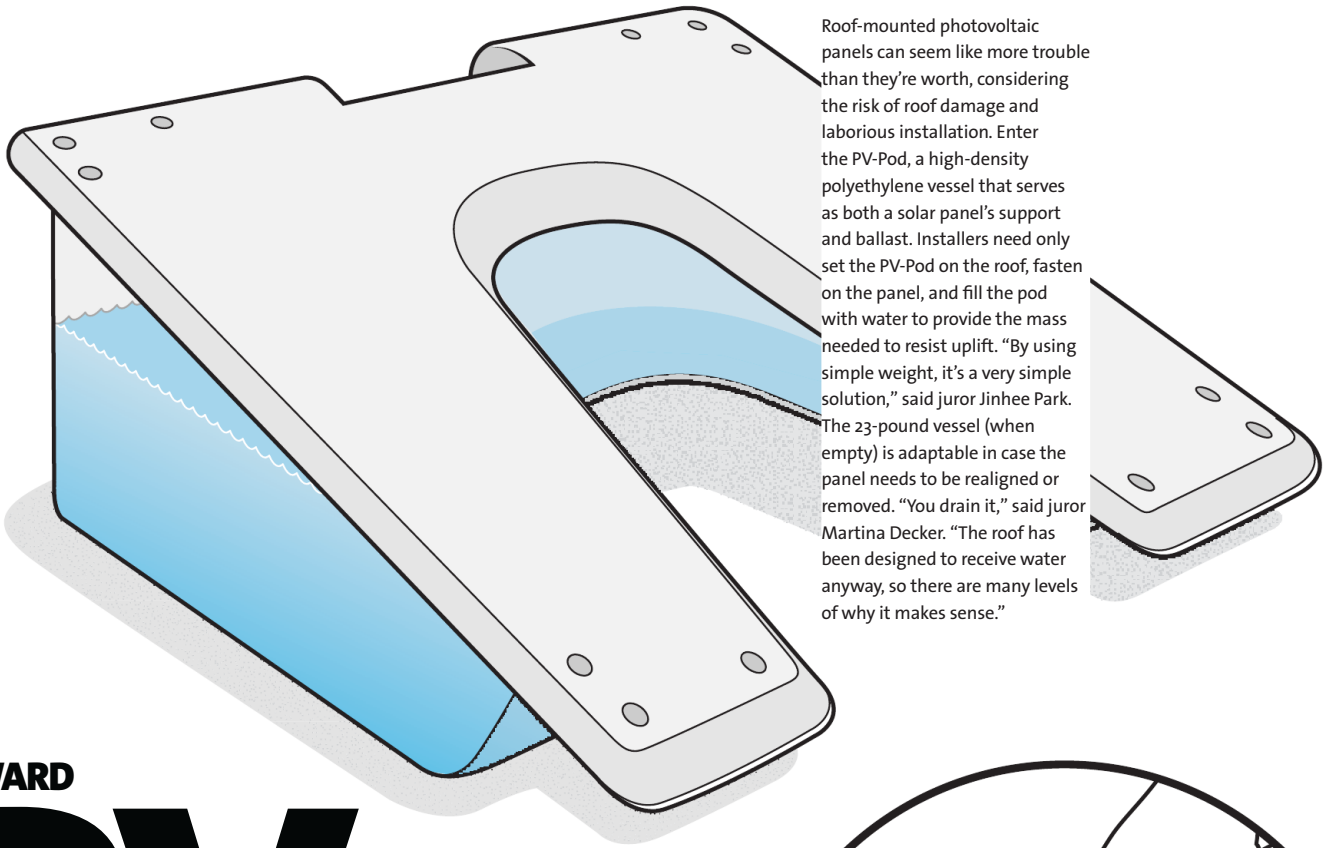 Roof-mounted photovoltaic
panels can seem like more trouble
than they’re worth, considering
the risk of roof damage and
laborious installation. Enter
the PV-Pod, a high-density
polyethylene vessel that serves
as both a solar panel’s support
and ballast. Installers need only
set the PV-Pod on the roof, fasten
on the panel, and fill the pod
with water to provide the mass
needed to resist uplift. “By using
simple weight, it’s a very simple
solution,” said juror Jinhee Park.
The 23-pound vessel (when
empty) is adaptable in case the
panel needs to be realigned or
removed. “You drain it,” said juror
Martina Decker. “The roof has
been designed to receive water
anyway, so there are many levels
of why it makes sense.”